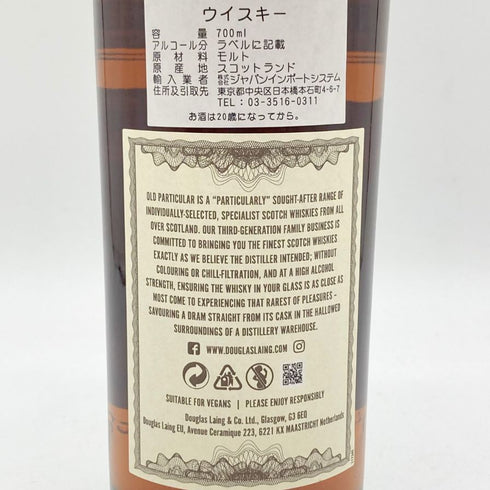 ウイスキー
容量 700ml
アルコール分 ラベルに記載
原材料 モルト
原産地 スコットランド
輸入業者 株式会社ジャパンインポートシステム
住所及引取先 東京都中央区日本橋本石町4-6-7
TEL: 03-3516-0311
お酒は20歳になってから。
OLD PARTICULAR IS A “PARTICULARLY” SOUGHT-AFTER RANGE OF
INDIVIDUALLY-SELECTED, SPECIALIST SCOTCH WHISKIES FROM ALL
OVER SCOTLAND. OUR THIRD-GENERATION FAMILY BUSINESS IS
COMMITTED TO BRINGING YOU THE FINEST SCOTCH WHISKIES
EXACTLY AS WE BELIEVE THE DISTILLER INTENDED; WITHOUT
COLOURING OR CHILL-FILTRATION, AND AT A HIGH ALCOHOL
STRENGTH, ENSURING THE WHISKY IN YOUR GLASS IS AS CLOSE AS
MOST COME TO EXPERIENCING THAT RAREST OF PLEASURES –
SAVOURING A DRAM STRAIGHT FROM ITS CASK IN THE HALLOWED
SURROUNDINGS OF A DISTILLERY WAREHOUSE.
WWW.DOUGLASLAING.COM
SUITABLE FOR VEGANS | PLEASE ENJOY RESPONSIBLY
Douglas Laing & Co. Ltd., Glasgow, G3 6EQ
Douglas Laing EU, Avenue Ceramique 223, 6221 KX MAASTRICHT Netherlands